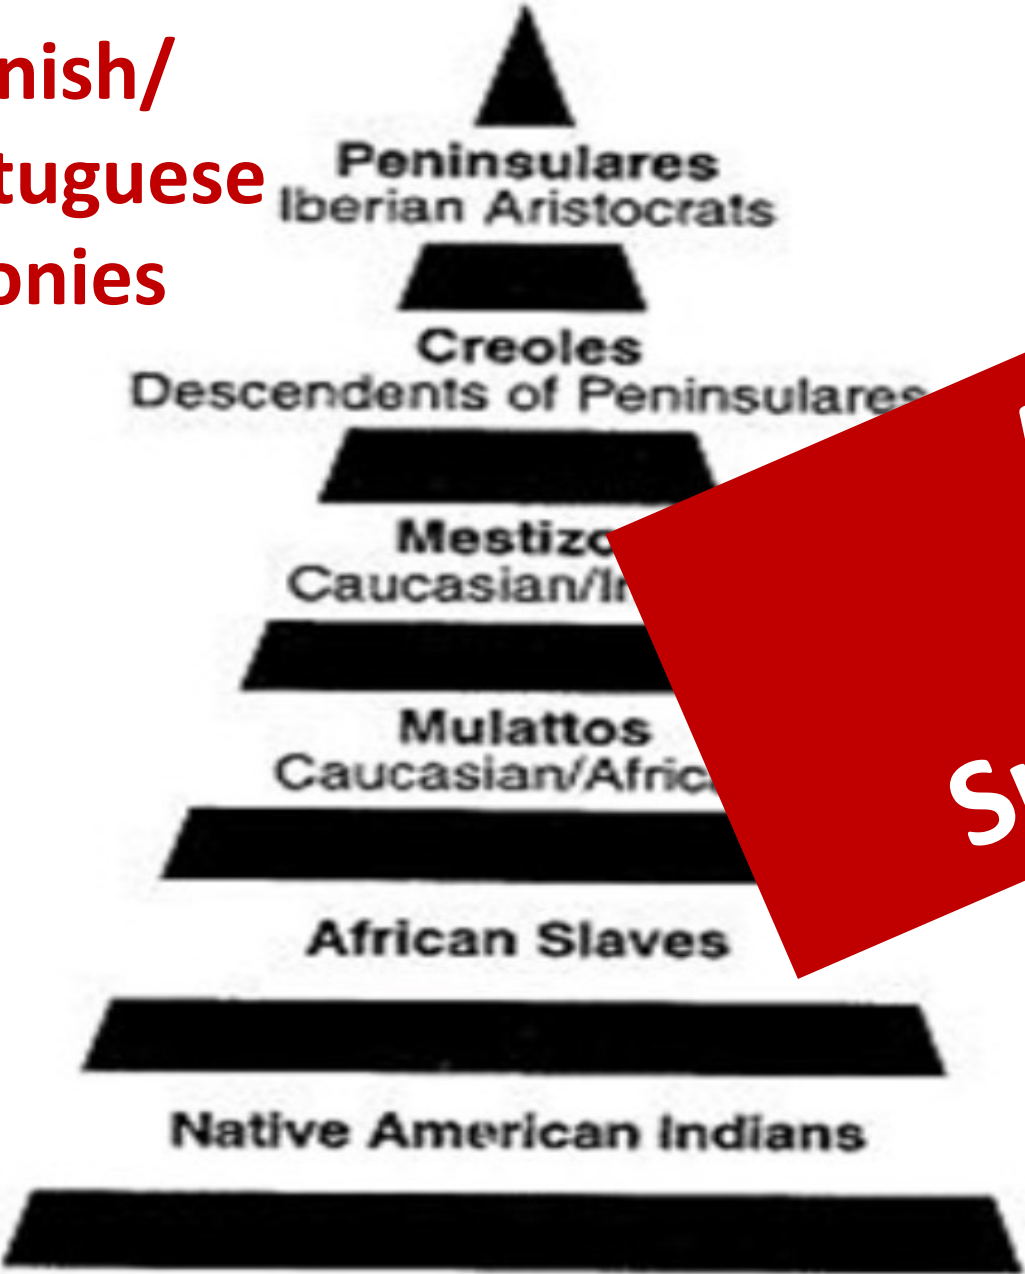 nish/
tuguese
onies
Peninsulares
Iberian Aristocrats
Creoles
Descendents of Peninsulares
Mestizo
Caucasian/I
Mulattos
Caucasian/Afric
African Slaves
Native American Indians